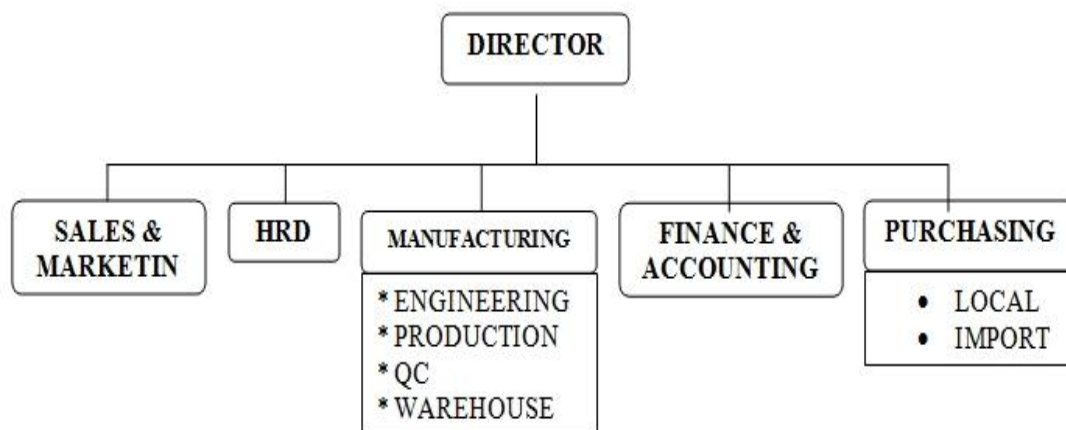 DIRECTOR
SALES &
MARKETIN
HRD
MANUFACTURING
* ENGINEERING
* PRODUCTION
* QC
* WAREHOUSE
FINANCE &
ACCOUNTING
PURCHASING
• LOCAL
• IMPORT